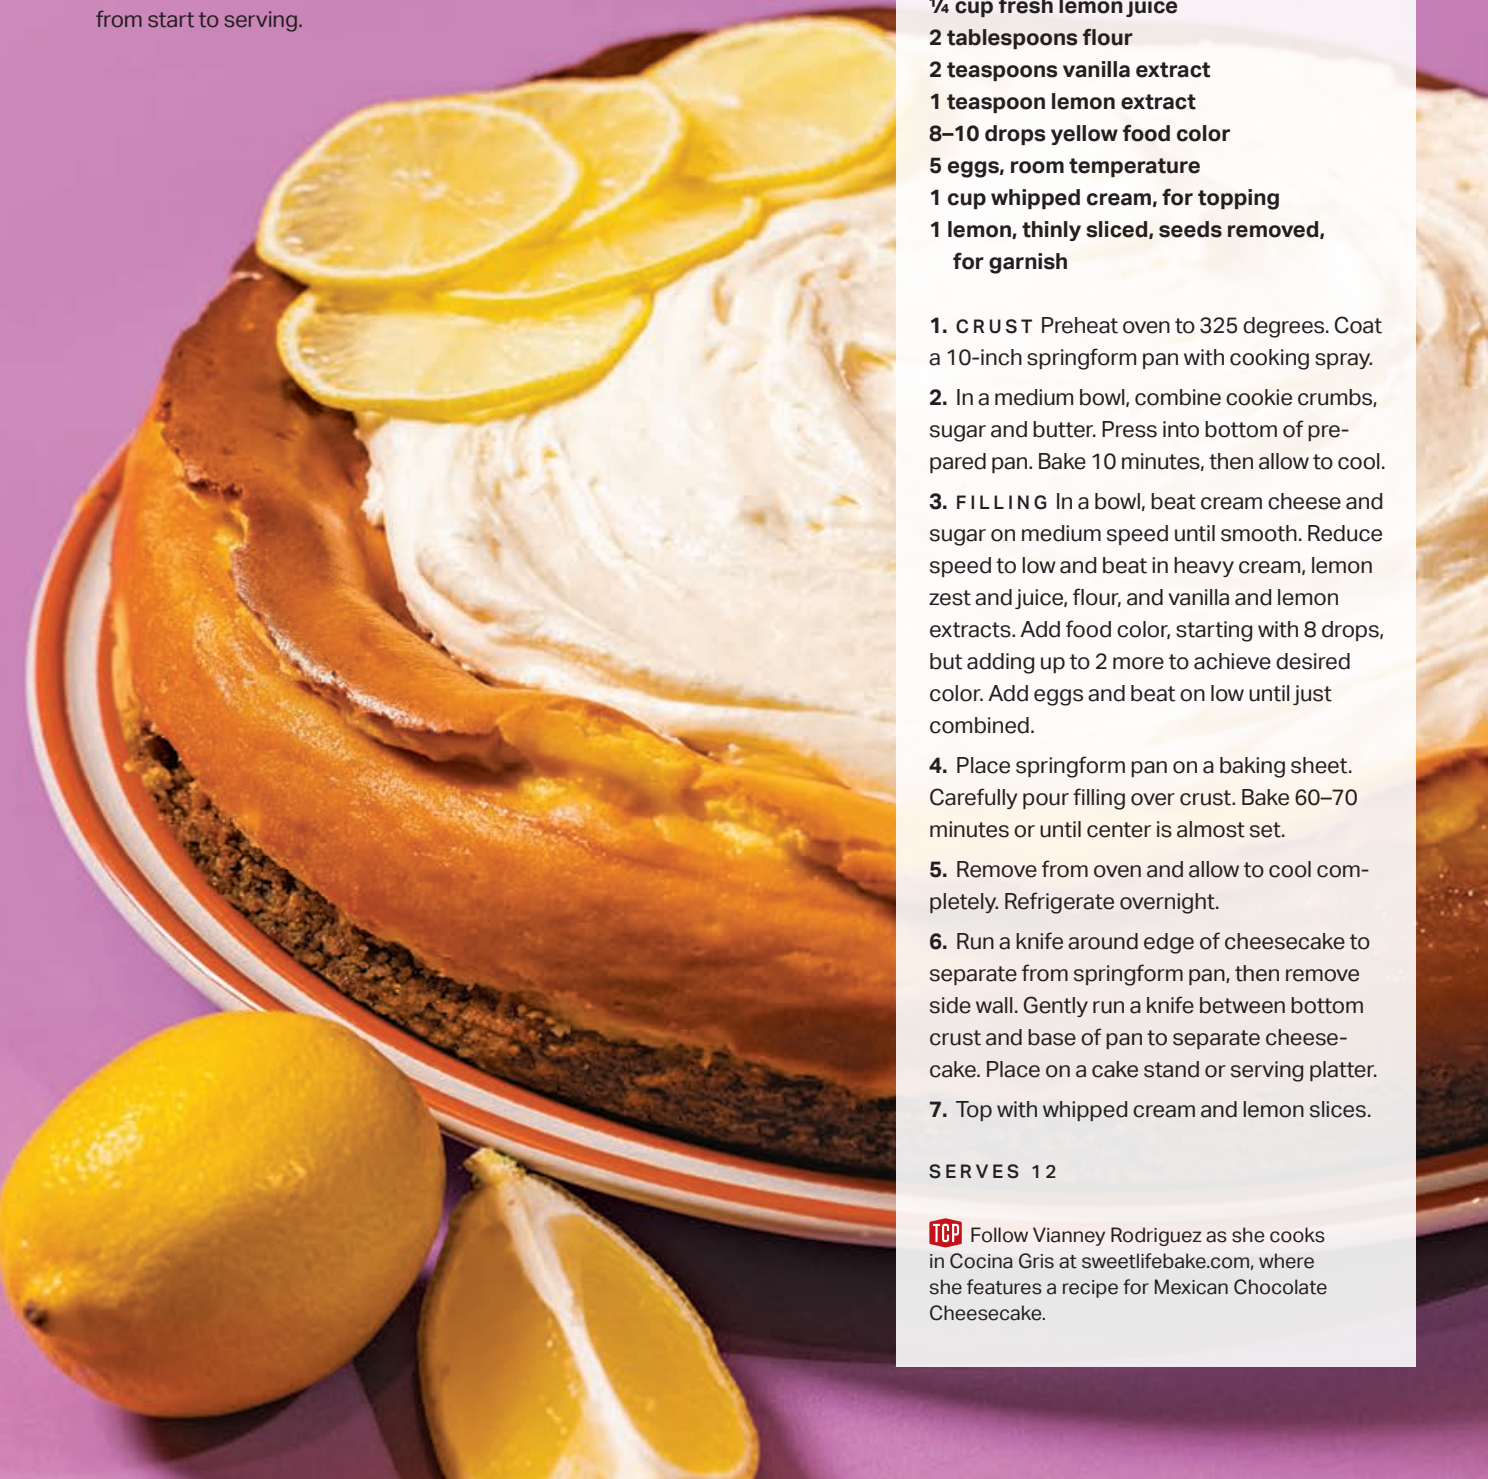 from start to serving.
¼ cup fresh lemon juice
2 tablespoons flour
2 teaspoons vanilla extract
1 teaspoon lemon extract
8–10 drops yellow food color
5 eggs, room temperature
1 cup whipped cream, for topping
1 lemon, thinly sliced, seeds removed,
for garnish
1. CRUST Preheat oven to 325 degrees. Coat
a 10-inch springform pan with cooking spray.
2. In a medium bowl, combine cookie crumbs,
sugar and butter. Press into bottom of pre-
pared pan. Bake 10 minutes, then allow to cool.
3. FILLING In a bowl, beat cream cheese and
sugar on medium speed until smooth. Reduce
speed to low and beat in heavy cream, lemon
zest and juice, flour, and vanilla and lemon
extracts. Add food color, starting with 8 drops,
but adding up to 2 more to achieve desired
color. Add eggs and beat on low until just
combined.
4. Place springform pan on a baking sheet.
Carefully pour filling over crust. Bake 60–70
minutes or until center is almost set.
5. Remove from oven and allow to cool com-
pletely. Refrigerate overnight.
6. Run a knife around edge of cheesecake to
separate from springform pan, then remove
side wall. Gently run a knife between bottom
crust and base of pan to separate cheese-
cake. Place on a cake stand or serving platter.
7. Top with whipped cream and lemon slices.
SERVES 12
TCP Follow Vianney Rodriguez as she cooks
in Cocina Gris at sweetlifebake.com, where
she features a recipe for Mexican Chocolate
Cheesecake.